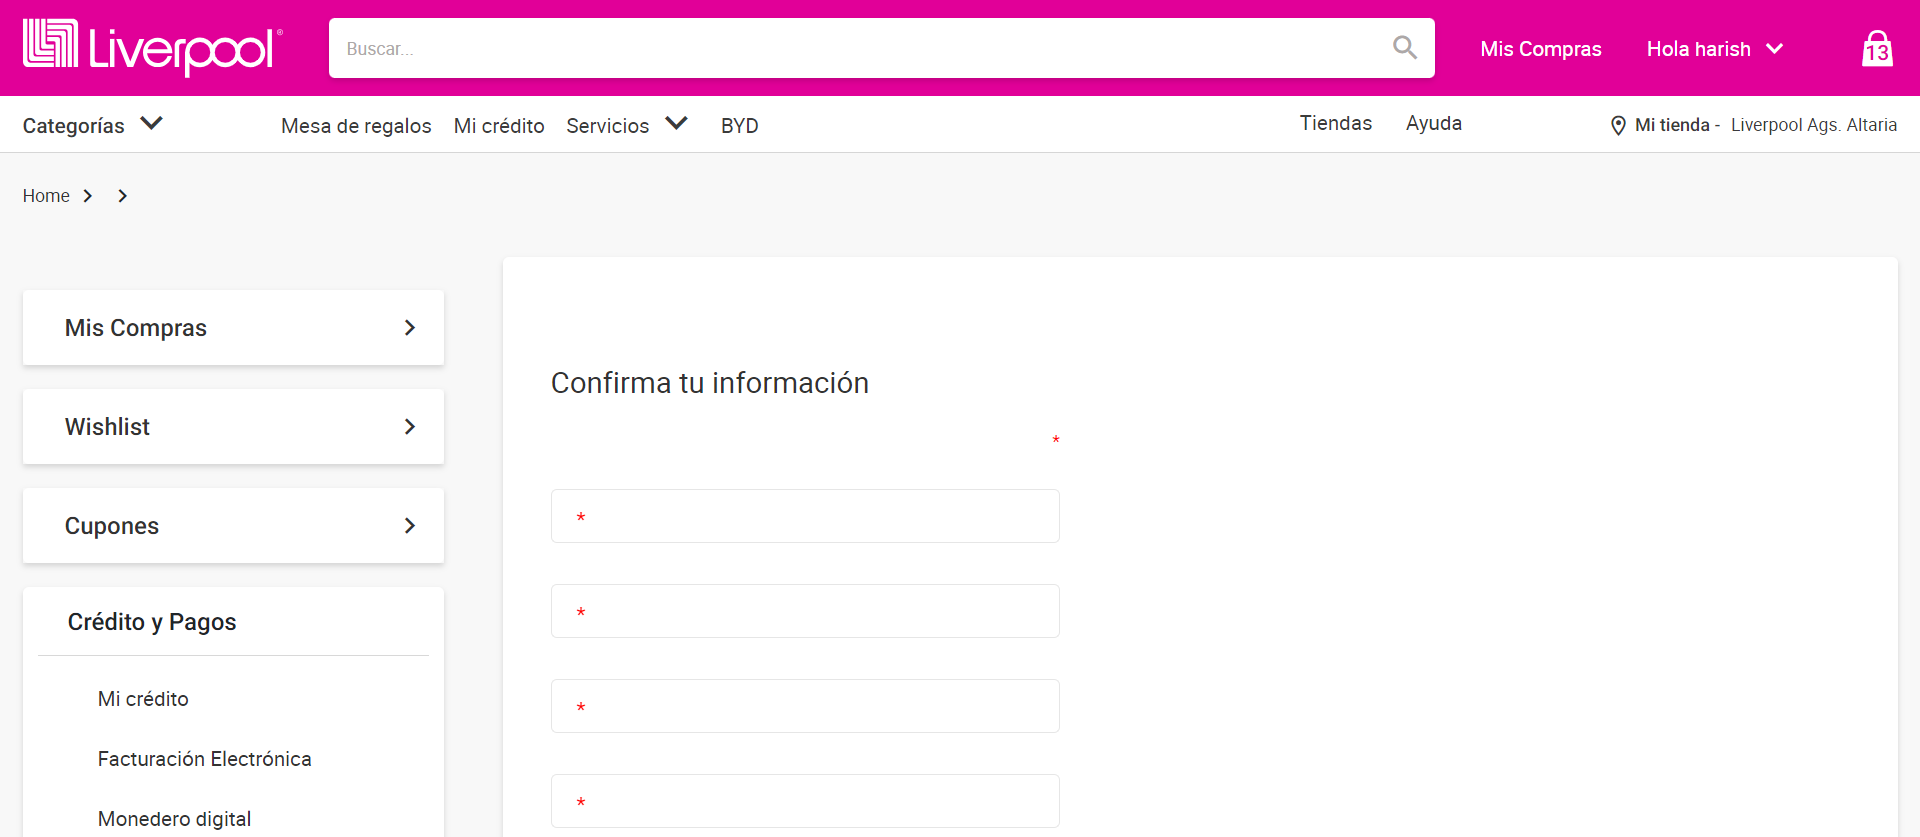 Liverpool®
Buscar...
Mis Compras
Hola harish
13
Categorías
Mesa de regalos
Mi crédito
Servicios
BYD
Tiendas
Ayuda
Mi tienda - Liverpool Ags. Altaria
Home
Mis Compras
Wishlist
Cupones
Crédito y Pagos
Mi crédito
Facturación Electrónica
Monedero digital
Confirma tu información
*
*
*
*
*